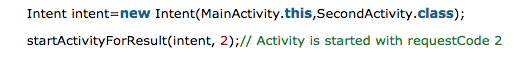 Intent intent=new Intent(MainActivity.this,SecondActivity.class);
startActivityForResult(intent, 2);// Activity is started with requestCode 2